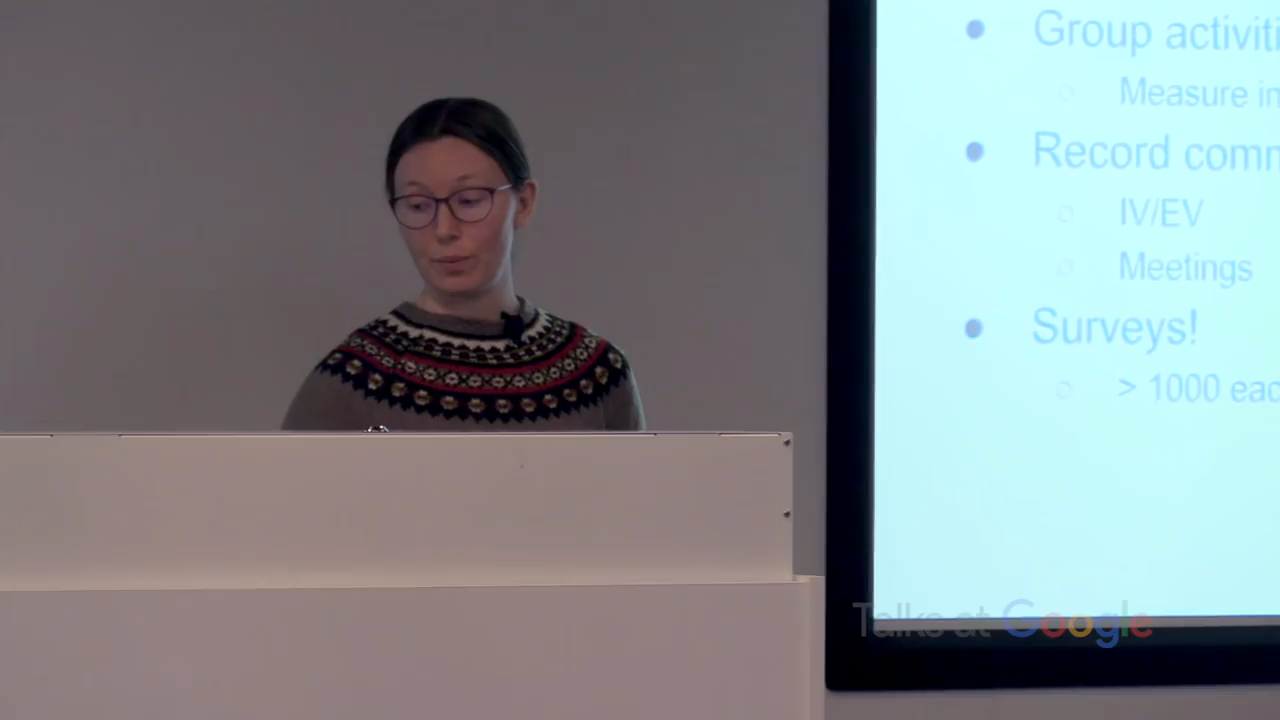 Group activiti
Measure in
Record comm
IV/EV
Meetings
Surveys!
> 1000 eac
Talks at Google